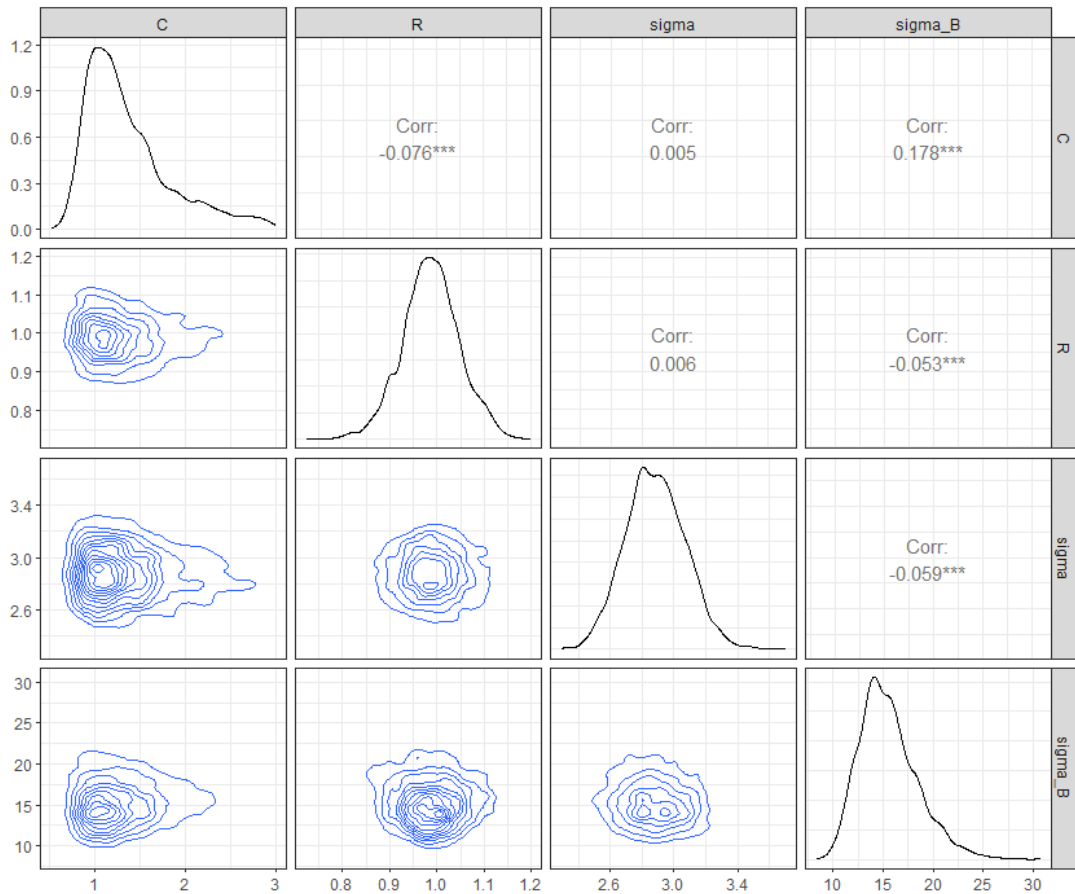 C
R
sigma
sigma_B
1.2
0.9
0.6
0.3
0.0
Corr:
-0.076***
Corr:
0.005
Corr:
0.178***
C
1.2
1.1
1.0
0.9
0.8
Corr:
0.006
Corr:
-0.053***
R
3.4
3.0
2.6
Corr:
-0.059***
sigma
30
25
20
15
10
sigma_B
1
2
3
0.8
0.9
1.0
1.1
1.2
2.6
3.0
3.4
10
15
20
25
30